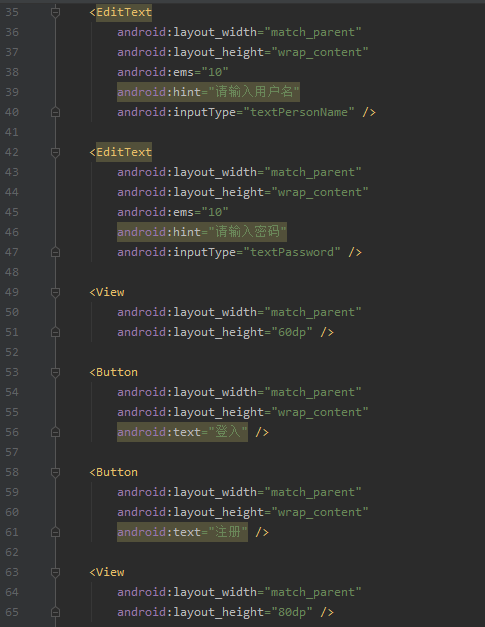 35 <EditText
36 android:layout_width="match_parent"
37 android:layout_height="wrap_content"
38 android:ems="10"
39 android:hint="请输入用户名"
40 android:inputType="textPersonName" />
41
42 <EditText
43 android:layout_width="match_parent"
44 android:layout_height="wrap_content"
45 android:ems="10"
46 android:hint="请输入密码"
47 android:inputType="textPassword" />
48
49 <View
50 android:layout_width="match_parent"
51 android:layout_height="60dp" />
52
53 <Button
54 android:layout_width="match_parent"
55 android:layout_height="wrap_content"
56 android:text="登入" />
57
58 <Button
59 android:layout_width="match_parent"
60 android:layout_height="wrap_content"
61 android:text="注册" />
62
63 <View
64 android:layout_width="match_parent"
65 android:layout_height="80dp" />